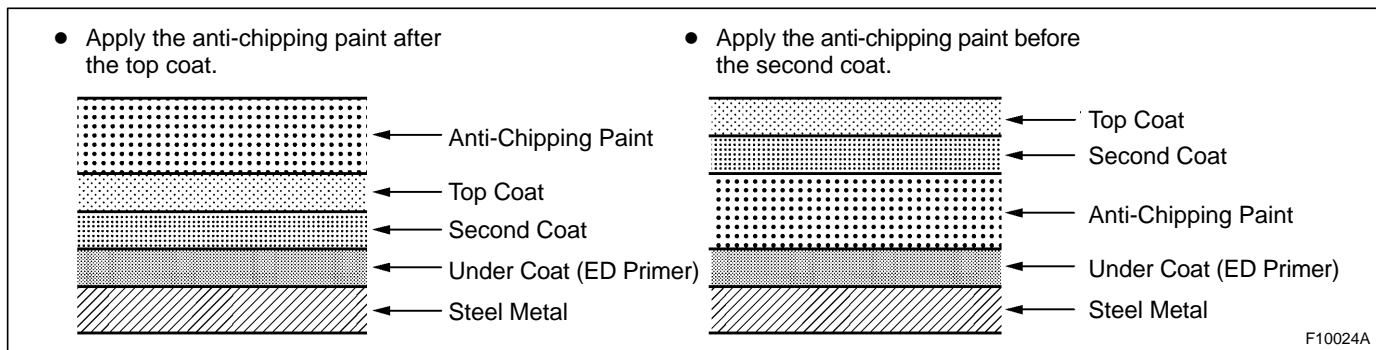 ● Apply the anti-chipping paint after
the top coat.
Anti-Chipping Paint
Top Coat
Second Coat
Under Coat (ED Primer)
Steel Metal
● Apply the anti-chipping paint before
the second coat.
Top Coat
Second Coat
Anti-Chipping Paint
Under Coat (ED Primer)
Steel Metal
F10024A